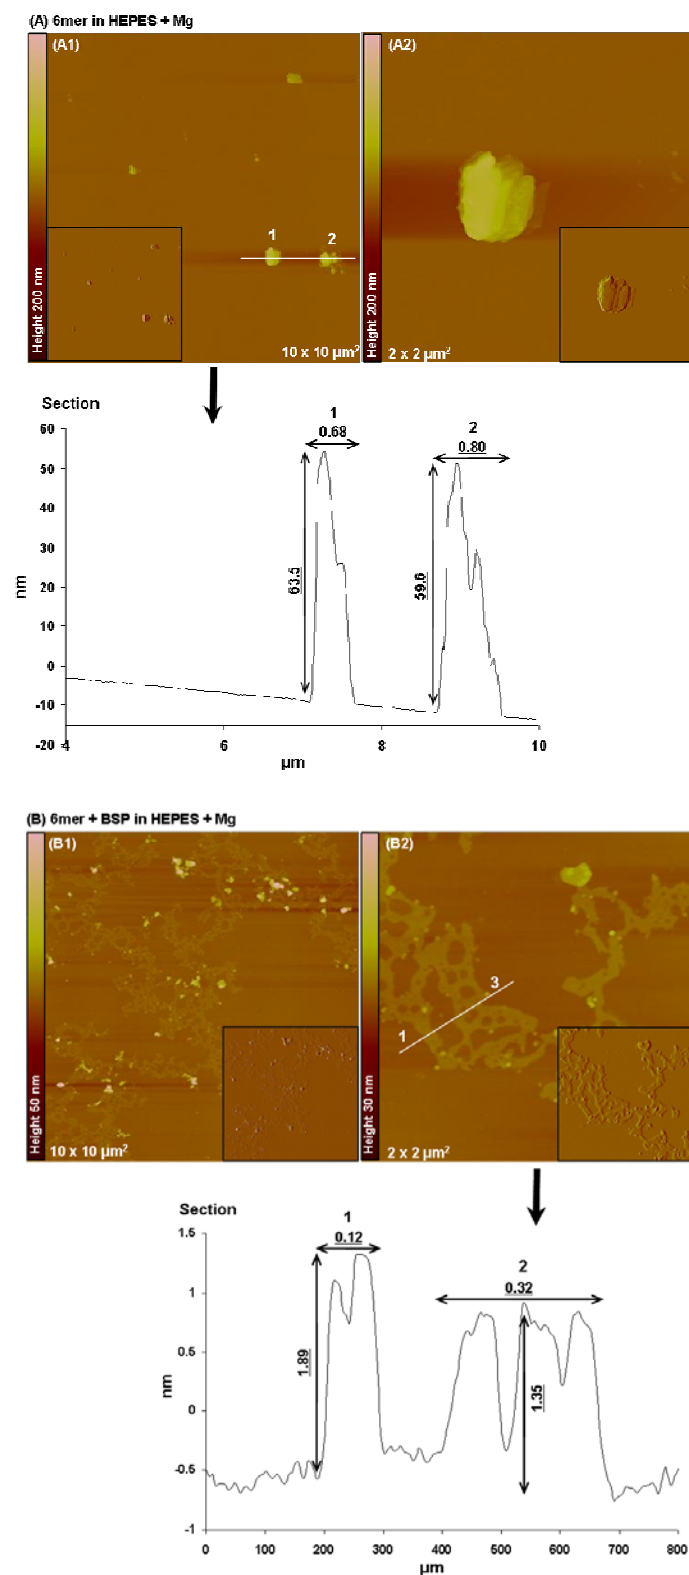 (A) 6mer in HEPES + Mg
(A1)
(A2)
1
2
Height 200 nm
10 x 10 µm²
Height 200 nm
2 x 2 µm²
Section
1
0.68
2
0.80
63.5
59.6
60
50
40
30
20
10
0
-10
-20
nm
4
6
8
10
µm
(B) 6mer + BSP in HEPES + Mg
(B1)
(B2)
3
1
Height 50 nm
10 x 10 µm²
Height 30 nm
2 x 2 µm²
Section
1
0.12
2
0.32
1.89
1.35
1.5
1
0.5
0
-0.5
-1
nm
0
100
200
300
400
500
600
700
800
µm